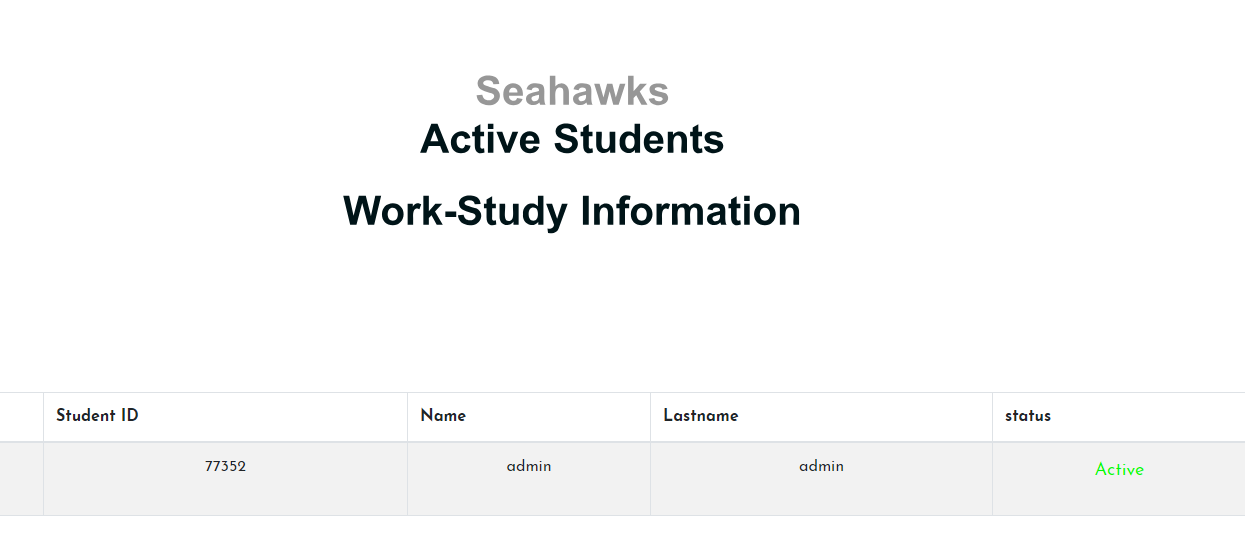 Seahawks
Active Students
Work-Study Information
Student ID Name Lastname status
77352 admin admin Active